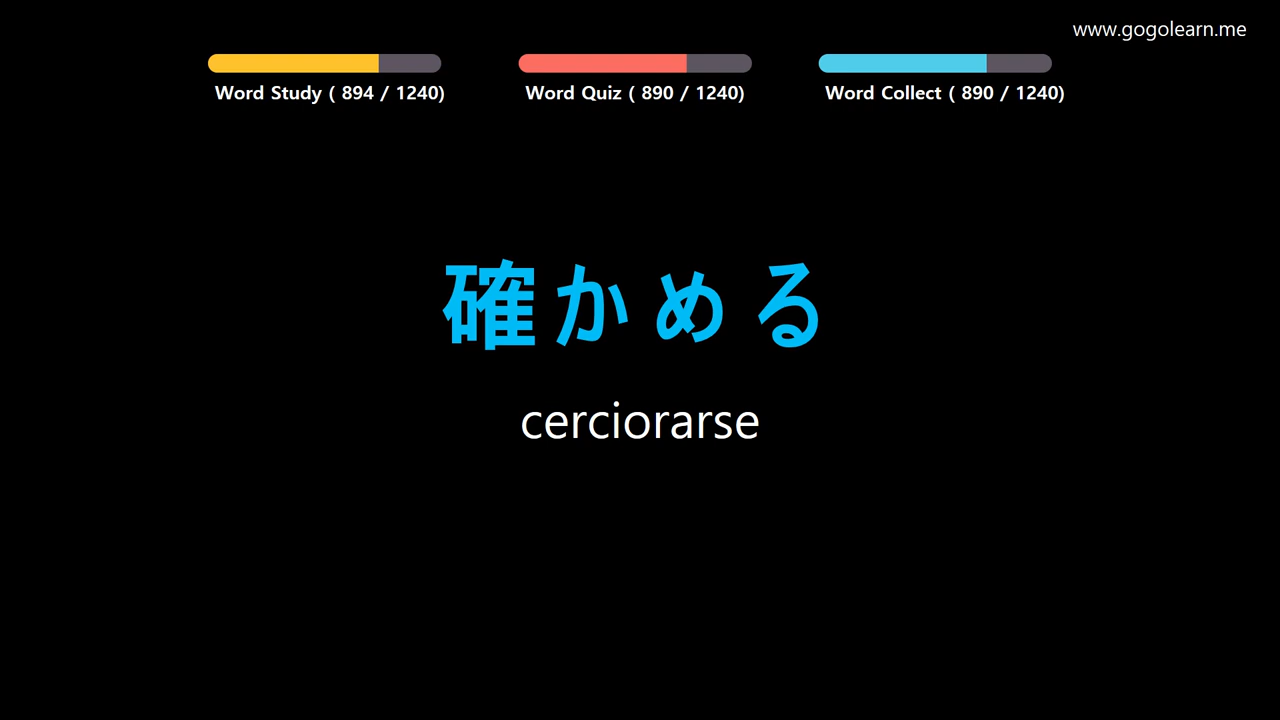 www.gogolearn.me
Word Study ( 894 / 1240)
Word Quiz ( 890 / 1240)
Word Collect ( 890 / 1240)
確かめる
cerciorarse